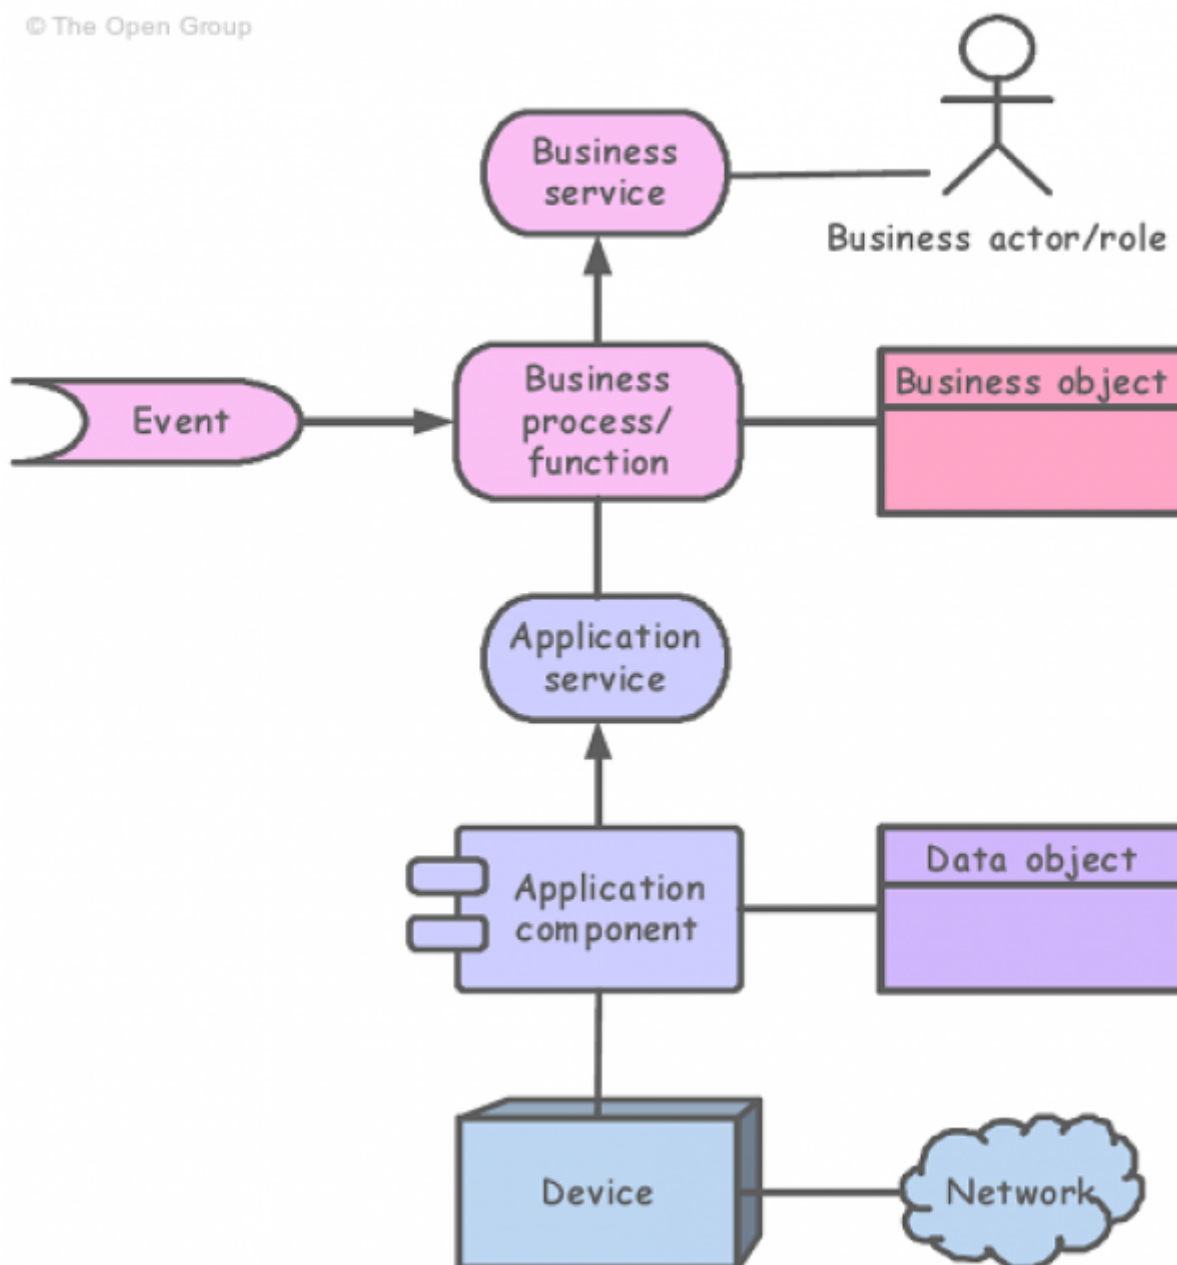 © The Open Group
Business
service
Business actor/role
Event
Business
process/
function
Business object
Application
service
Application
component
Data object
Device
Network